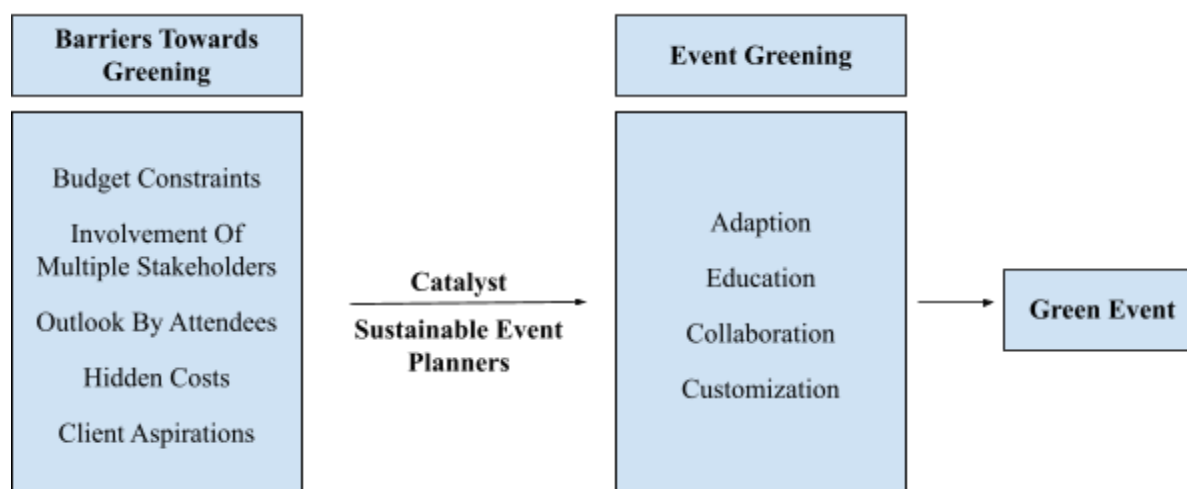 Barriers Towards
Greening
Budget Constraints
Involvement Of
Multiple Stakeholders
Outlook By Attendees
Hidden Costs
Client Aspirations
Catalyst
Sustainable Event
Planners
Event Greening
Adaption
Education
Collaboration
Customization
Green Event